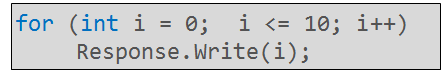 for (int i = 0;  i <= 10; i++)
     Response.Write(i);